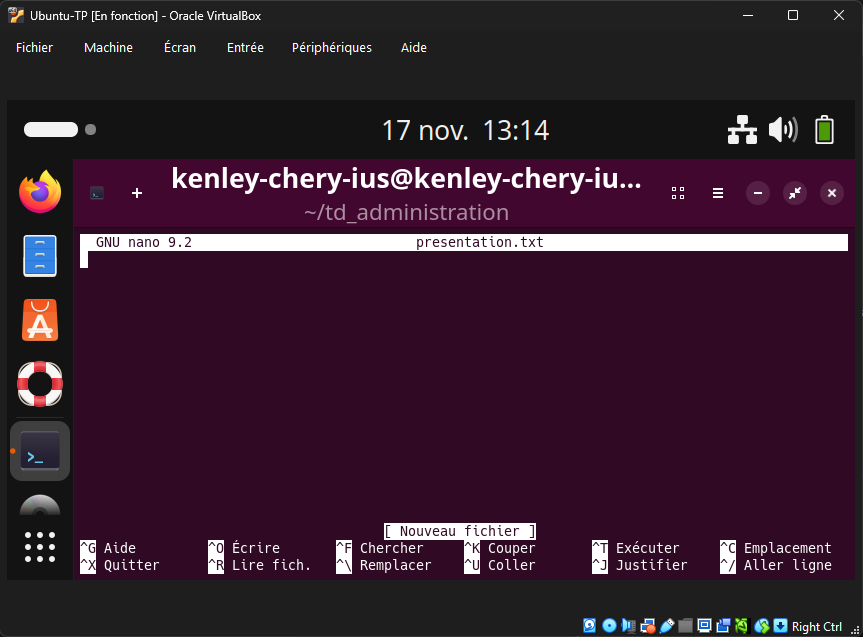 Ubuntu-TP [En fonction] - Oracle VirtualBox
Fichier Machine Écran Entrée Périphériques Aide
17 nov. 13:14
kenley-chery-ius@kenley-chery-iu...
~/td_administration
GNU nano 9.2 presentation.txt
[ Nouveau fichier ]
^G Aide ^O Écrire ^F Chercher ^K Couper ^T Exécuter ^C Emplacement
^X Quitter ^R Lire fich. ^\ Remplacer ^U Coller ^J Justifier ^/ Aller ligne
Right Ctrl